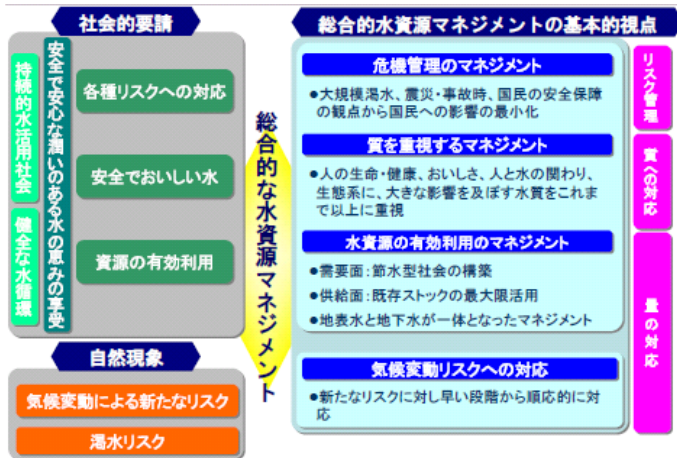 社会的要請
持続的水活用社会
健全な水循環
安全で安心な潤いのある水の恵みの享受
各種リスクへの対応
安全でおいしい水
資源の有効利用
自然現象
気候変動による新たなリスク
渇水リスク
総合的な水資源マネジメント
総合的水資源マネジメントの基本的視点
危機管理のマネジメント
●大規模渇水、震災・事故時、国民の安全保障
の観点から国民への影響の最小化
質を重視するマネジメント
●人の生命・健康、おいしさ、人と水の関わり、
生態系に、大きな影響を及ぼす水質をこれま
で以上に重視
水資源の有効利用のマネジメント
●需要面：節水型社会の構築
●供給面：既存ストックの最大限活用
●地表水と地下水が一体となったマネジメント
気候変動リスクへの対応
●新たなリスクに対し早い段階から順応的に対
応
リスク管理
質への対応
量の対応